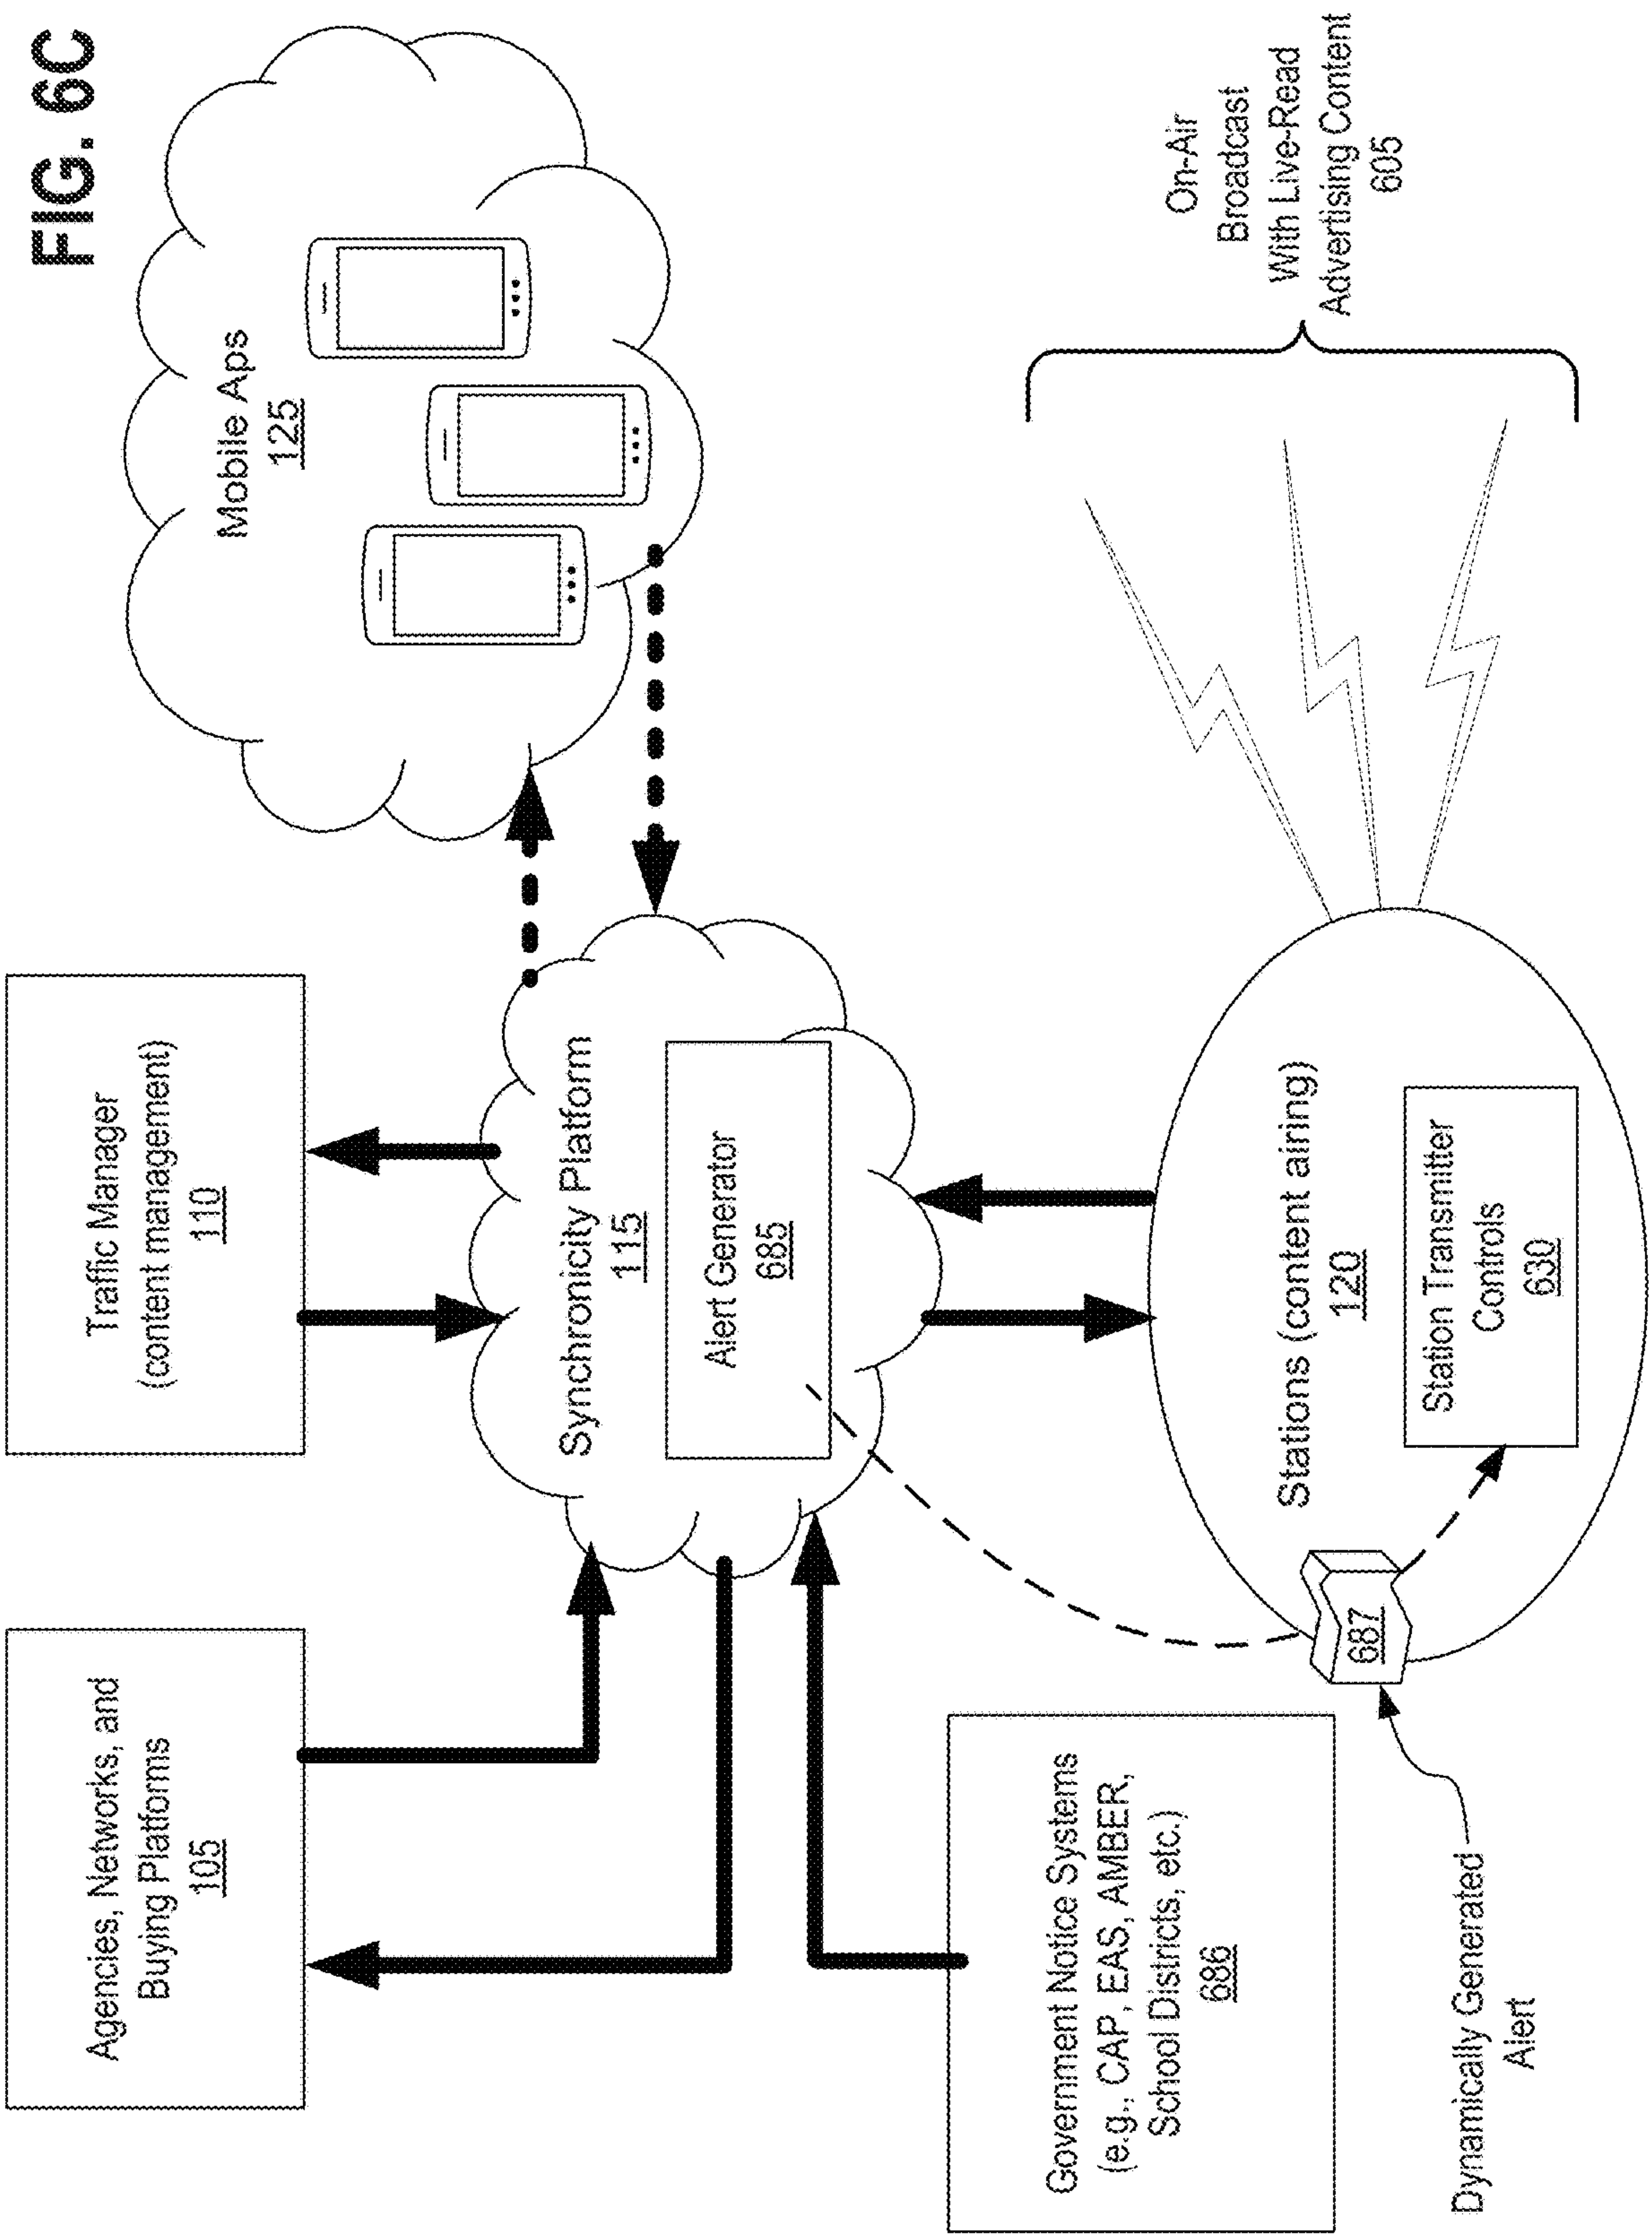 FIG. 6C
Agencies, Networks, and
Buying Platforms
105
Traffic Manager
(content management)
110
Mobile Aps
125
Synchronicity Platform
115
Alert Generator
685
Government Notice Systems
(e.g., CAP, EAS, AMBER,
School Districts, etc.)
686
Stations (content airing)
120
Station Transmitter
Controls
630
687
Dynamically Generated
Alert
On-Air
Broadcast
With Live-Read
Advertising Content
605